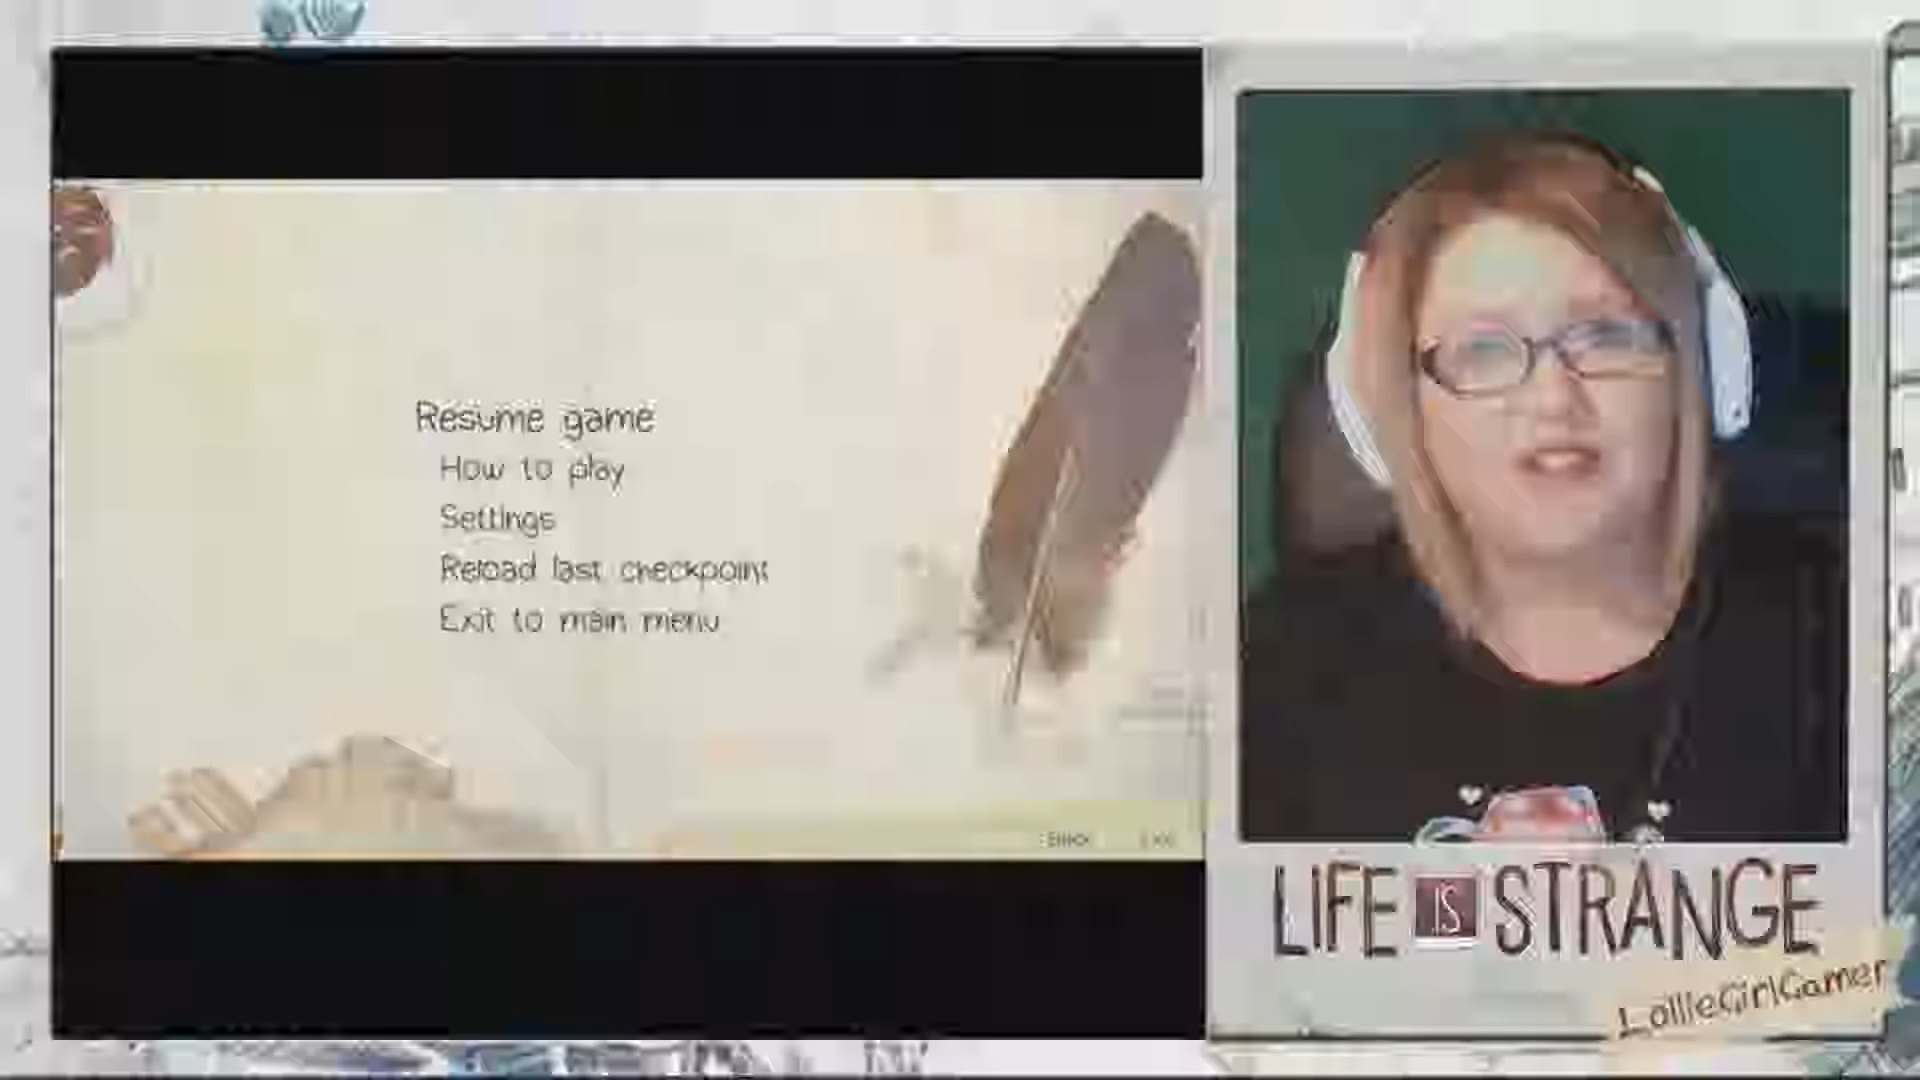 Resume game
How to play
Settings
Reload last checkpoint
Exit to main menu
LIFE IS STRANGE
LollieGirlGamer